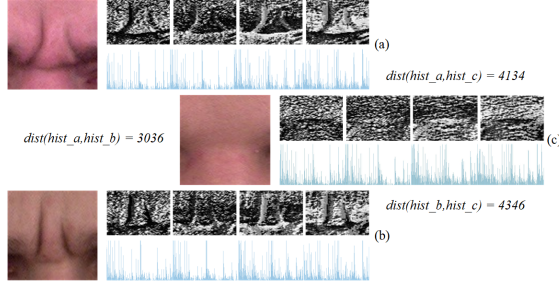 (a)
dist(hist_a,hist_c) = 4134
dist(hist_a,hist_b) = 3036
(c)
dist(hist_b,hist_c) = 4346
(b)